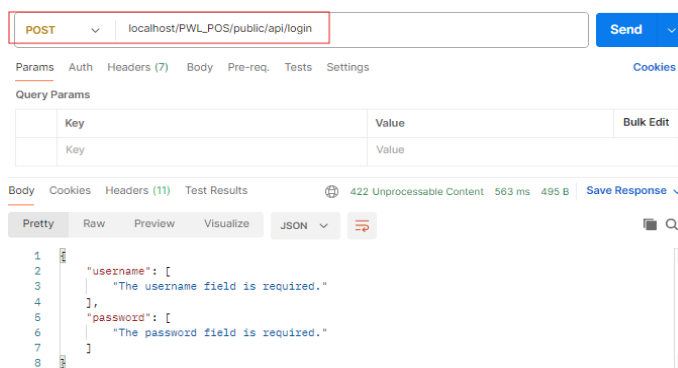 POST localhost/PWL_POS/public/api/login Send
Params Auth Headers (7) Body Pre-req. Tests Settings Cookies
Query Params
Key Value Bulk Edit
Key Value
Body Cookies Headers (11) Test Results 422 Unprocessable Content 563 ms 495 B Save Response
Pretty Raw Preview Visualize JSON
1 {
2 "username": [
3 "The username field is required."
4 ],
5 "password": [
6 "The password field is required."
7 ]
8 }